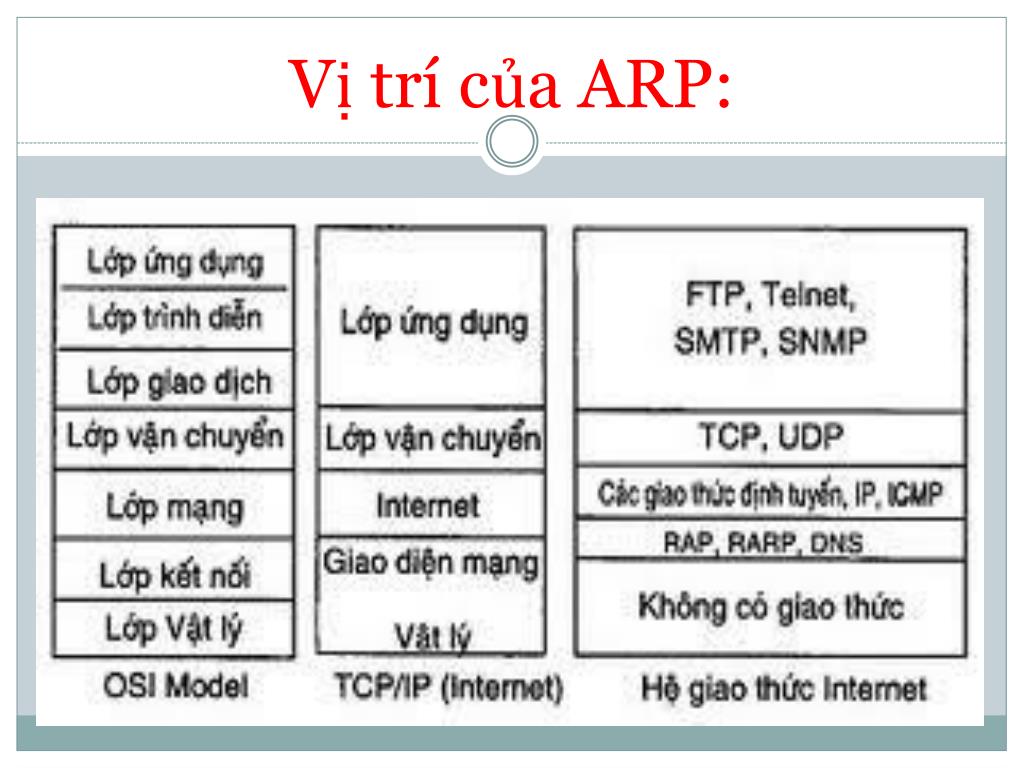 Vị trí của ARP:
Lớp ứng dụng
Lớp trình diễn
Lớp giao dịch
Lớp vận chuyển
Lớp mạng
Lớp kết nối
Lớp Vật lý
OSI Model
Lớp ứng dụng
Lớp vận chuyển
Internet
Giao diện mạng
Vật lý
TCP/IP (Internet)
FTP, Telnet,
SMTP, SNMP
TCP, UDP
Các giao thức định tuyến, IP, ICMP
RAP, RARP, DNS
Không có giao thức
Hệ giao thức Internet